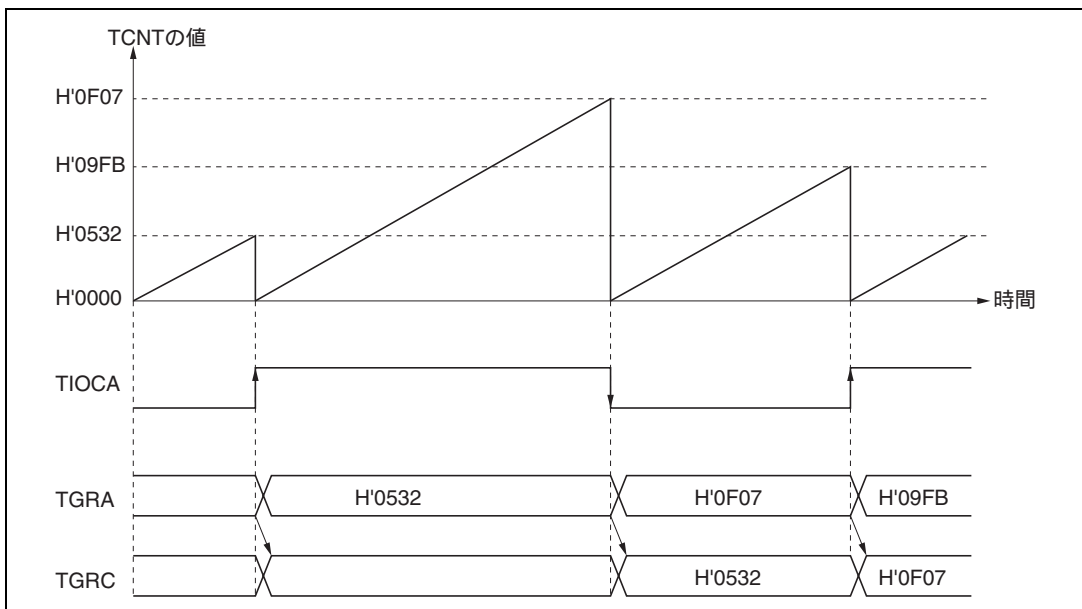 TCNTの値
H'0F07
H'09FB
H'0532
H'0000
時間
TIOCA
TGRA
H'0532
H'0F07
H'09FB
TGRC
H'0532
H'0F07